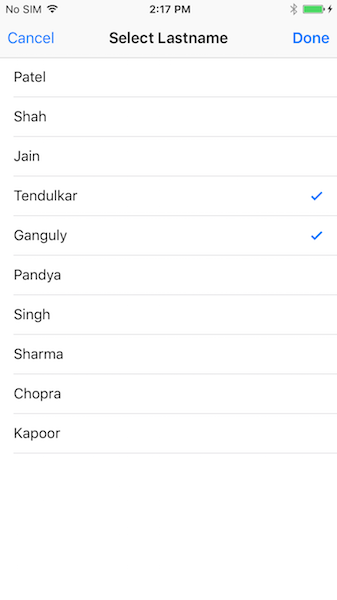 No SIM 2:17 PM
Cancel Select Lastname Done
Patel
Shah
Jain
Tendulkar
Ganguly
Pandya
Singh
Sharma
Chopra
Kapoor